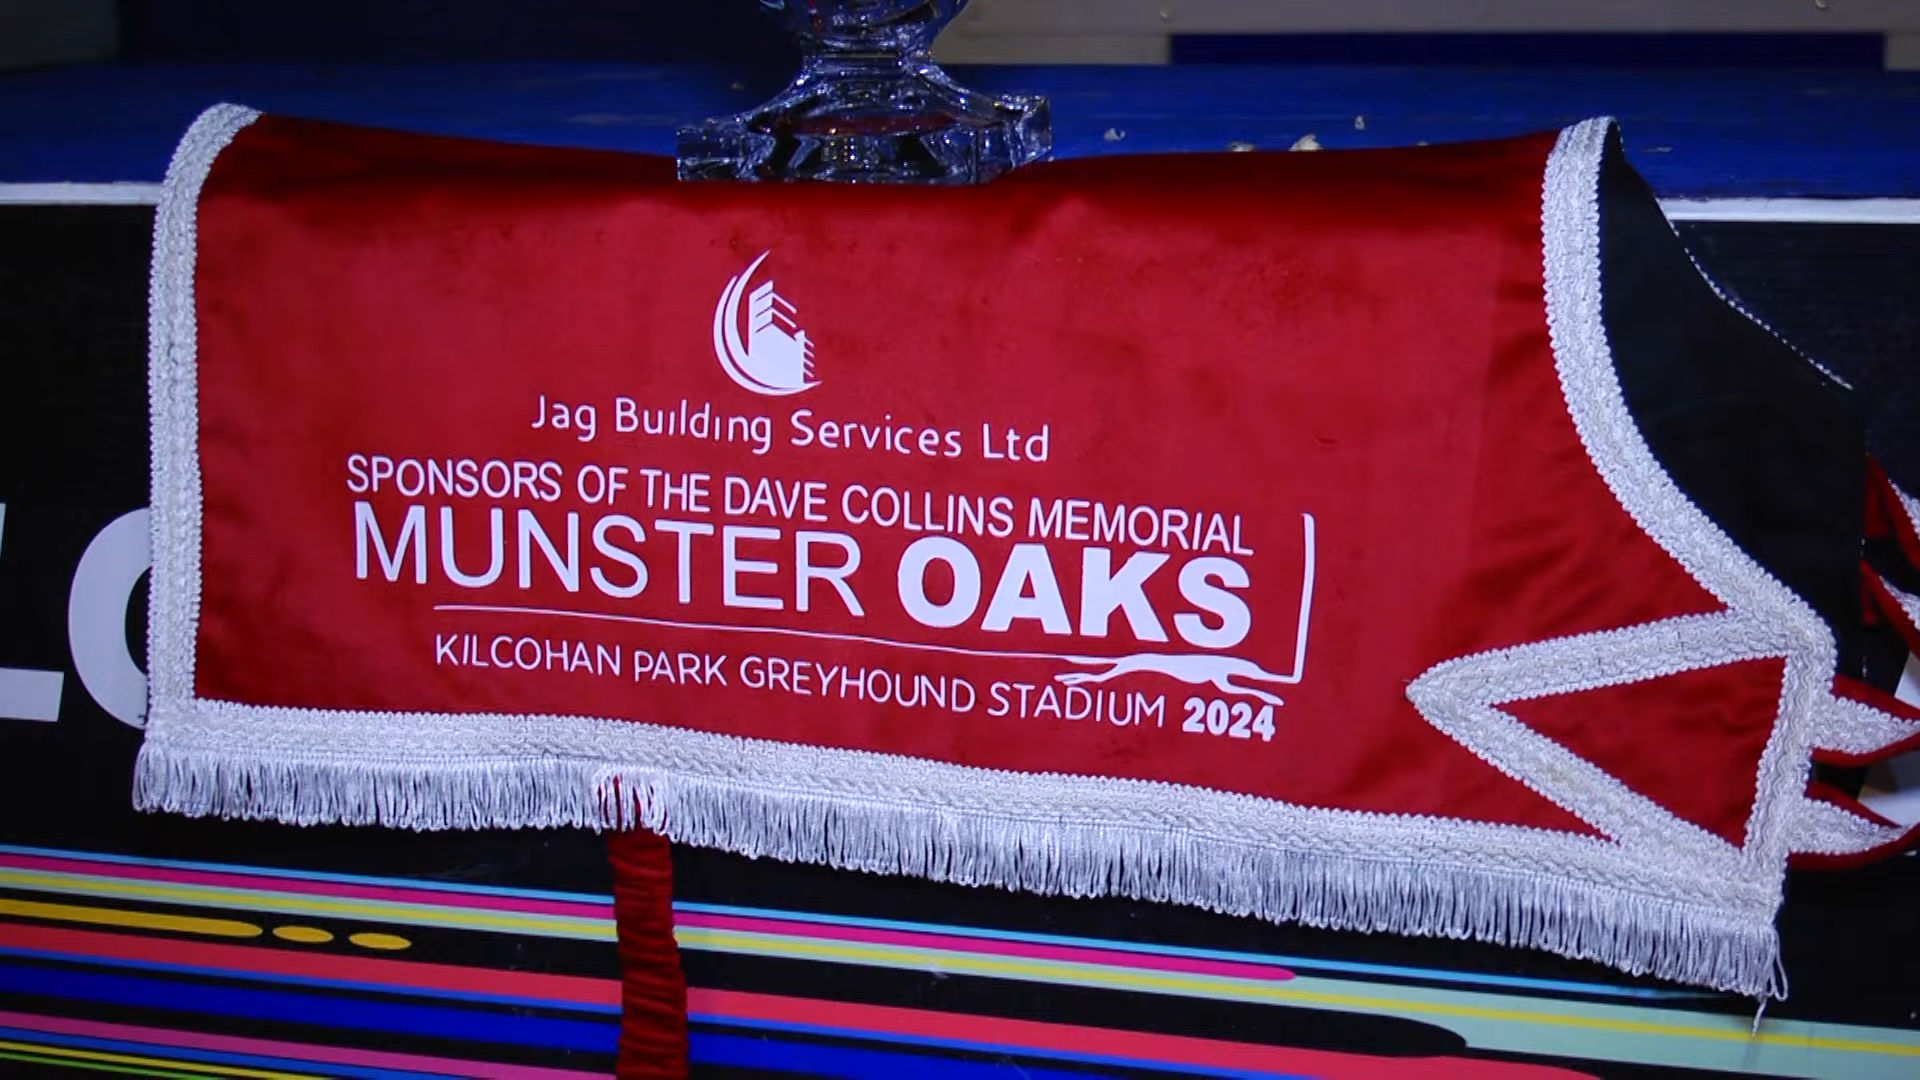 Jag Building Services Ltd
SPONSORS OF THE DAVE COLLINS MEMORIAL
MUNSTER OAKS
KILCOHAN PARK GREYHOUND STADIUM 2024